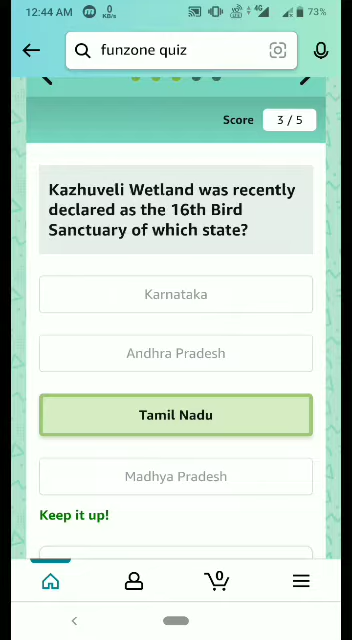 12:44 AM 0 KB/s 4G 73%
funzone quiz
Score 3 / 5
Kazhuveli Wetland was recently
declared as the 16th Bird
Sanctuary of which state?
Karnataka
Andhra Pradesh
Tamil Nadu
Madhya Pradesh
Keep it up!
0